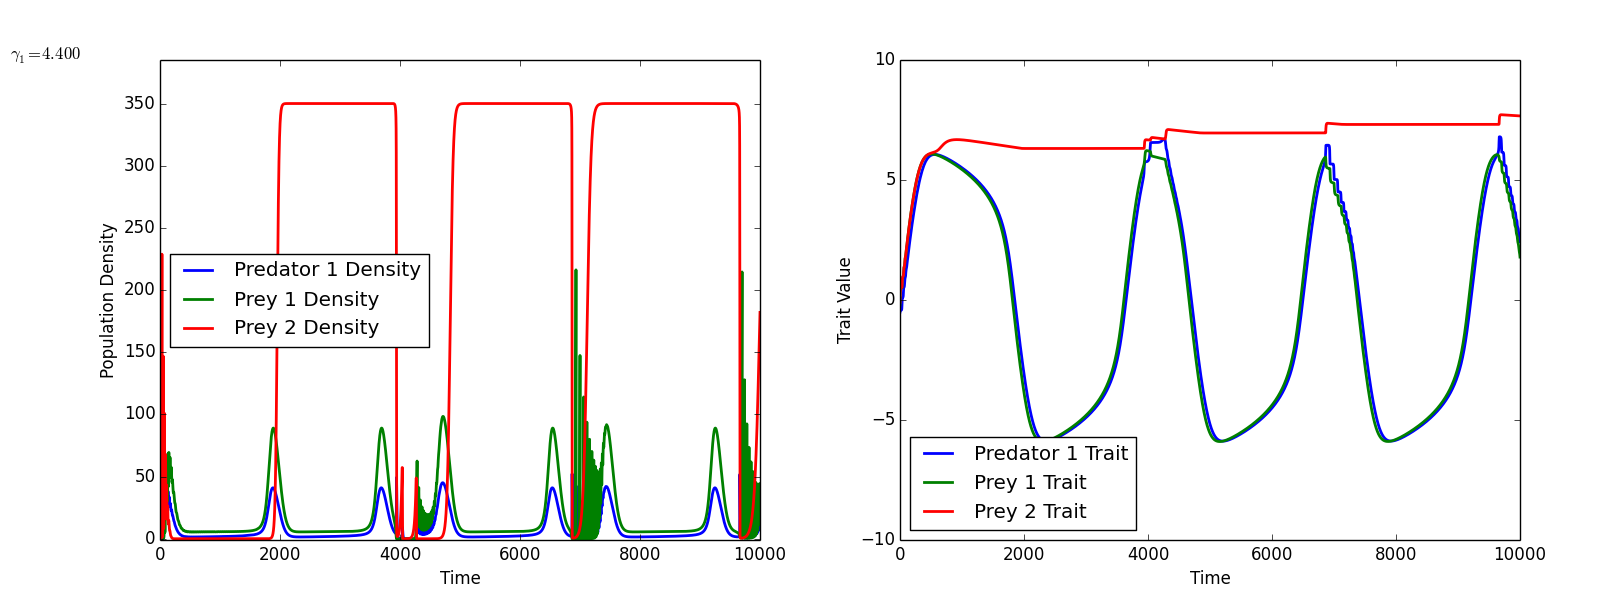 γ₁=4.400
350
300
250
200
150
100
50
0
Population Density
Predator 1 Density
Prey 1 Density
Prey 2 Density
0 2000 4000 6000 8000 10000
Time
10
5
0
−5
−10
Trait Value
Predator 1 Trait
Prey 1 Trait
Prey 2 Trait
0 2000 4000 6000 8000 10000
Time